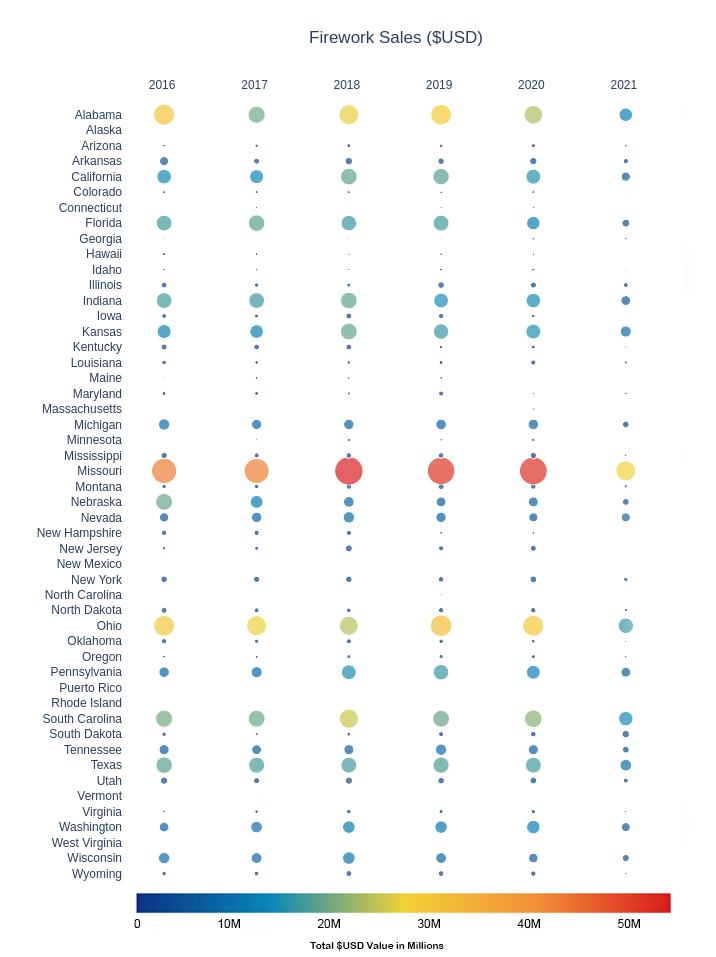 Firework Sales ($USD)
2016 2017 2018 2019 2020 2021
Alabama
Alaska
Arizona
Arkansas
California
Colorado
Connecticut
Florida
Georgia
Hawaii
Idaho
Illinois
Indiana
Iowa
Kansas
Kentucky
Louisiana
Maine
Maryland
Massachusetts
Michigan
Minnesota
Mississippi
Missouri
Montana
Nebraska
Nevada
New Hampshire
New Jersey
New Mexico
New York
North Carolina
North Dakota
Ohio
Oklahoma
Oregon
Pennsylvania
Puerto Rico
Rhode Island
South Carolina
South Dakota
Tennessee
Texas
Utah
Vermont
Virginia
Washington
West Virginia
Wisconsin
Wyoming
0 10M 20M 30M 40M 50M
Total $USD Value in Millions